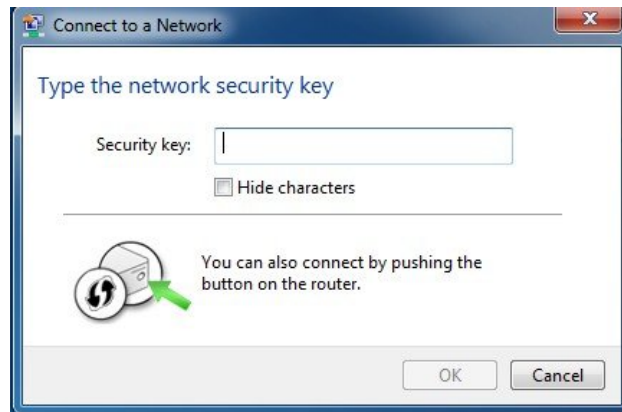 Connect to a Network
Type the network security key
Security key:
Hide characters
You can also connect by pushing the
button on the router.
OK
Cancel